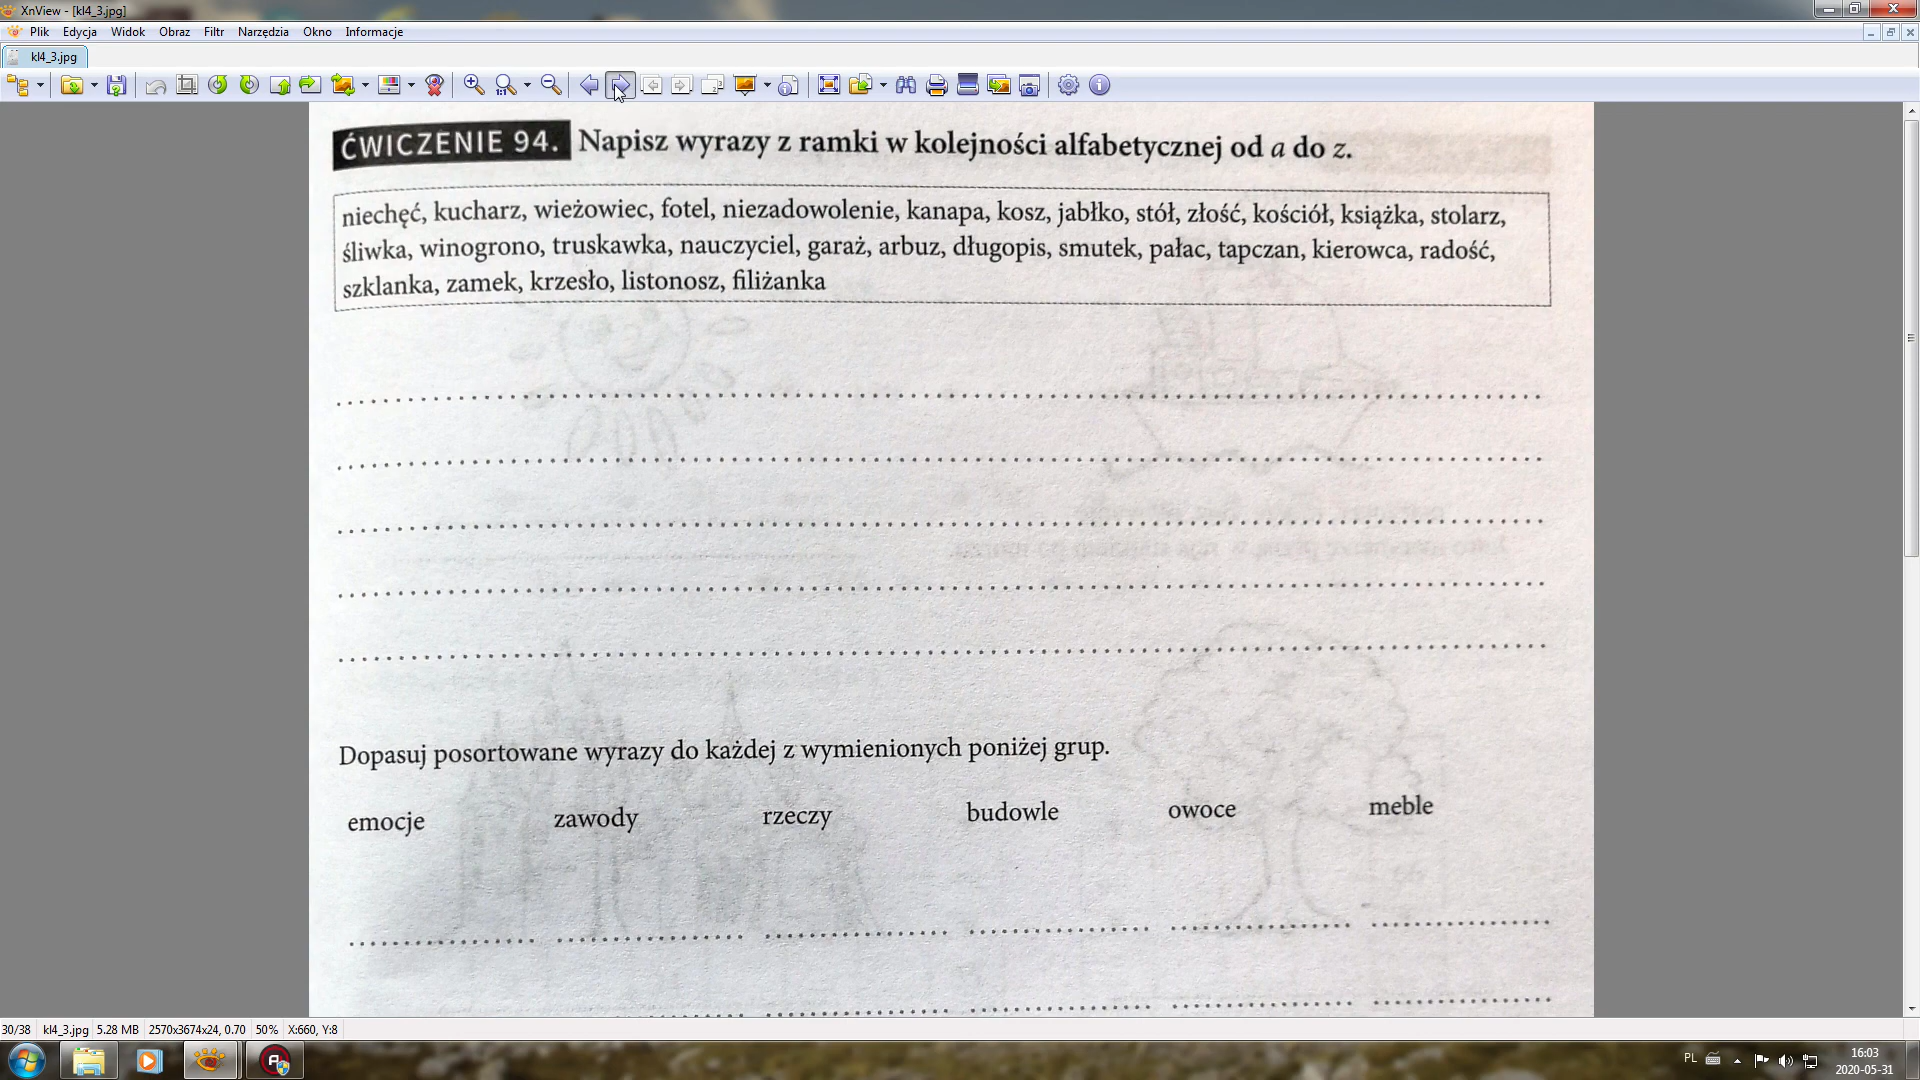 XnView - [kl4_3.jpg]
Plik Edycja Widok Obraz Filtr Narzędzia Okno Informacje
kl4_3.jpg
ĆWICZENIE 94. Napisz wyrazy z ramki w kolejności alfabetycznej od a do z.
niechęć, kucharz, wieżowiec, fotel, niezadowolenie, kanapa, kosz, jabłko, stół, złość, kościół, książka, stolarz,
śliwka, winogrono, truskawka, nauczyciel, garaż, arbuz, długopis, smutek, pałac, tapczan, kierowca, radość,
szklanka, zamek, krzesło, listonosz, filiżanka
Dopasuj posortowane wyrazy do każdej z wymienionych poniżej grup.
emocje zawody rzeczy budowle owoce meble
30/38 kl4_3.jpg 5.28 MB 2570x3674x24, 0.70 50% X:660, Y:8
PL 16:03
2020-05-31